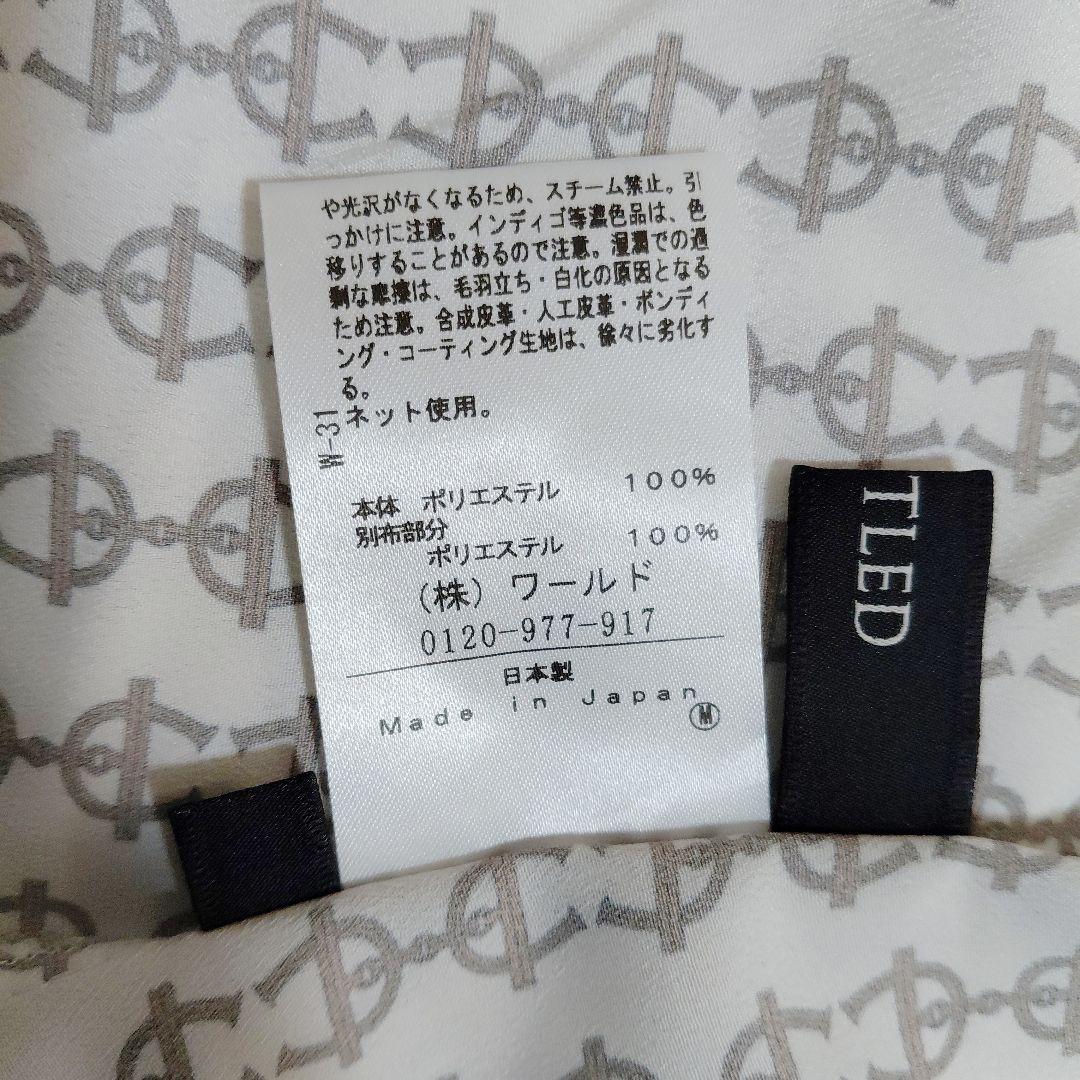 や光沢がなくなるため、スチーム禁止。引
っかけに注意。インディゴ等濃色品は、色
移りすることがあるので注意。湿潤での過
剰な摩擦は、毛羽立ち・白化の原因となる
ため注意。合成皮革・人工皮革・ボンディ
ング・コーティング生地は、徐々に劣化す
る。
ネット使用。
W-31
本体 ポリエステル 100%
別布部分
ポリエステル 100%
(株) ワールド
0120-977-917
日本製
Made in Japan
M
TLED